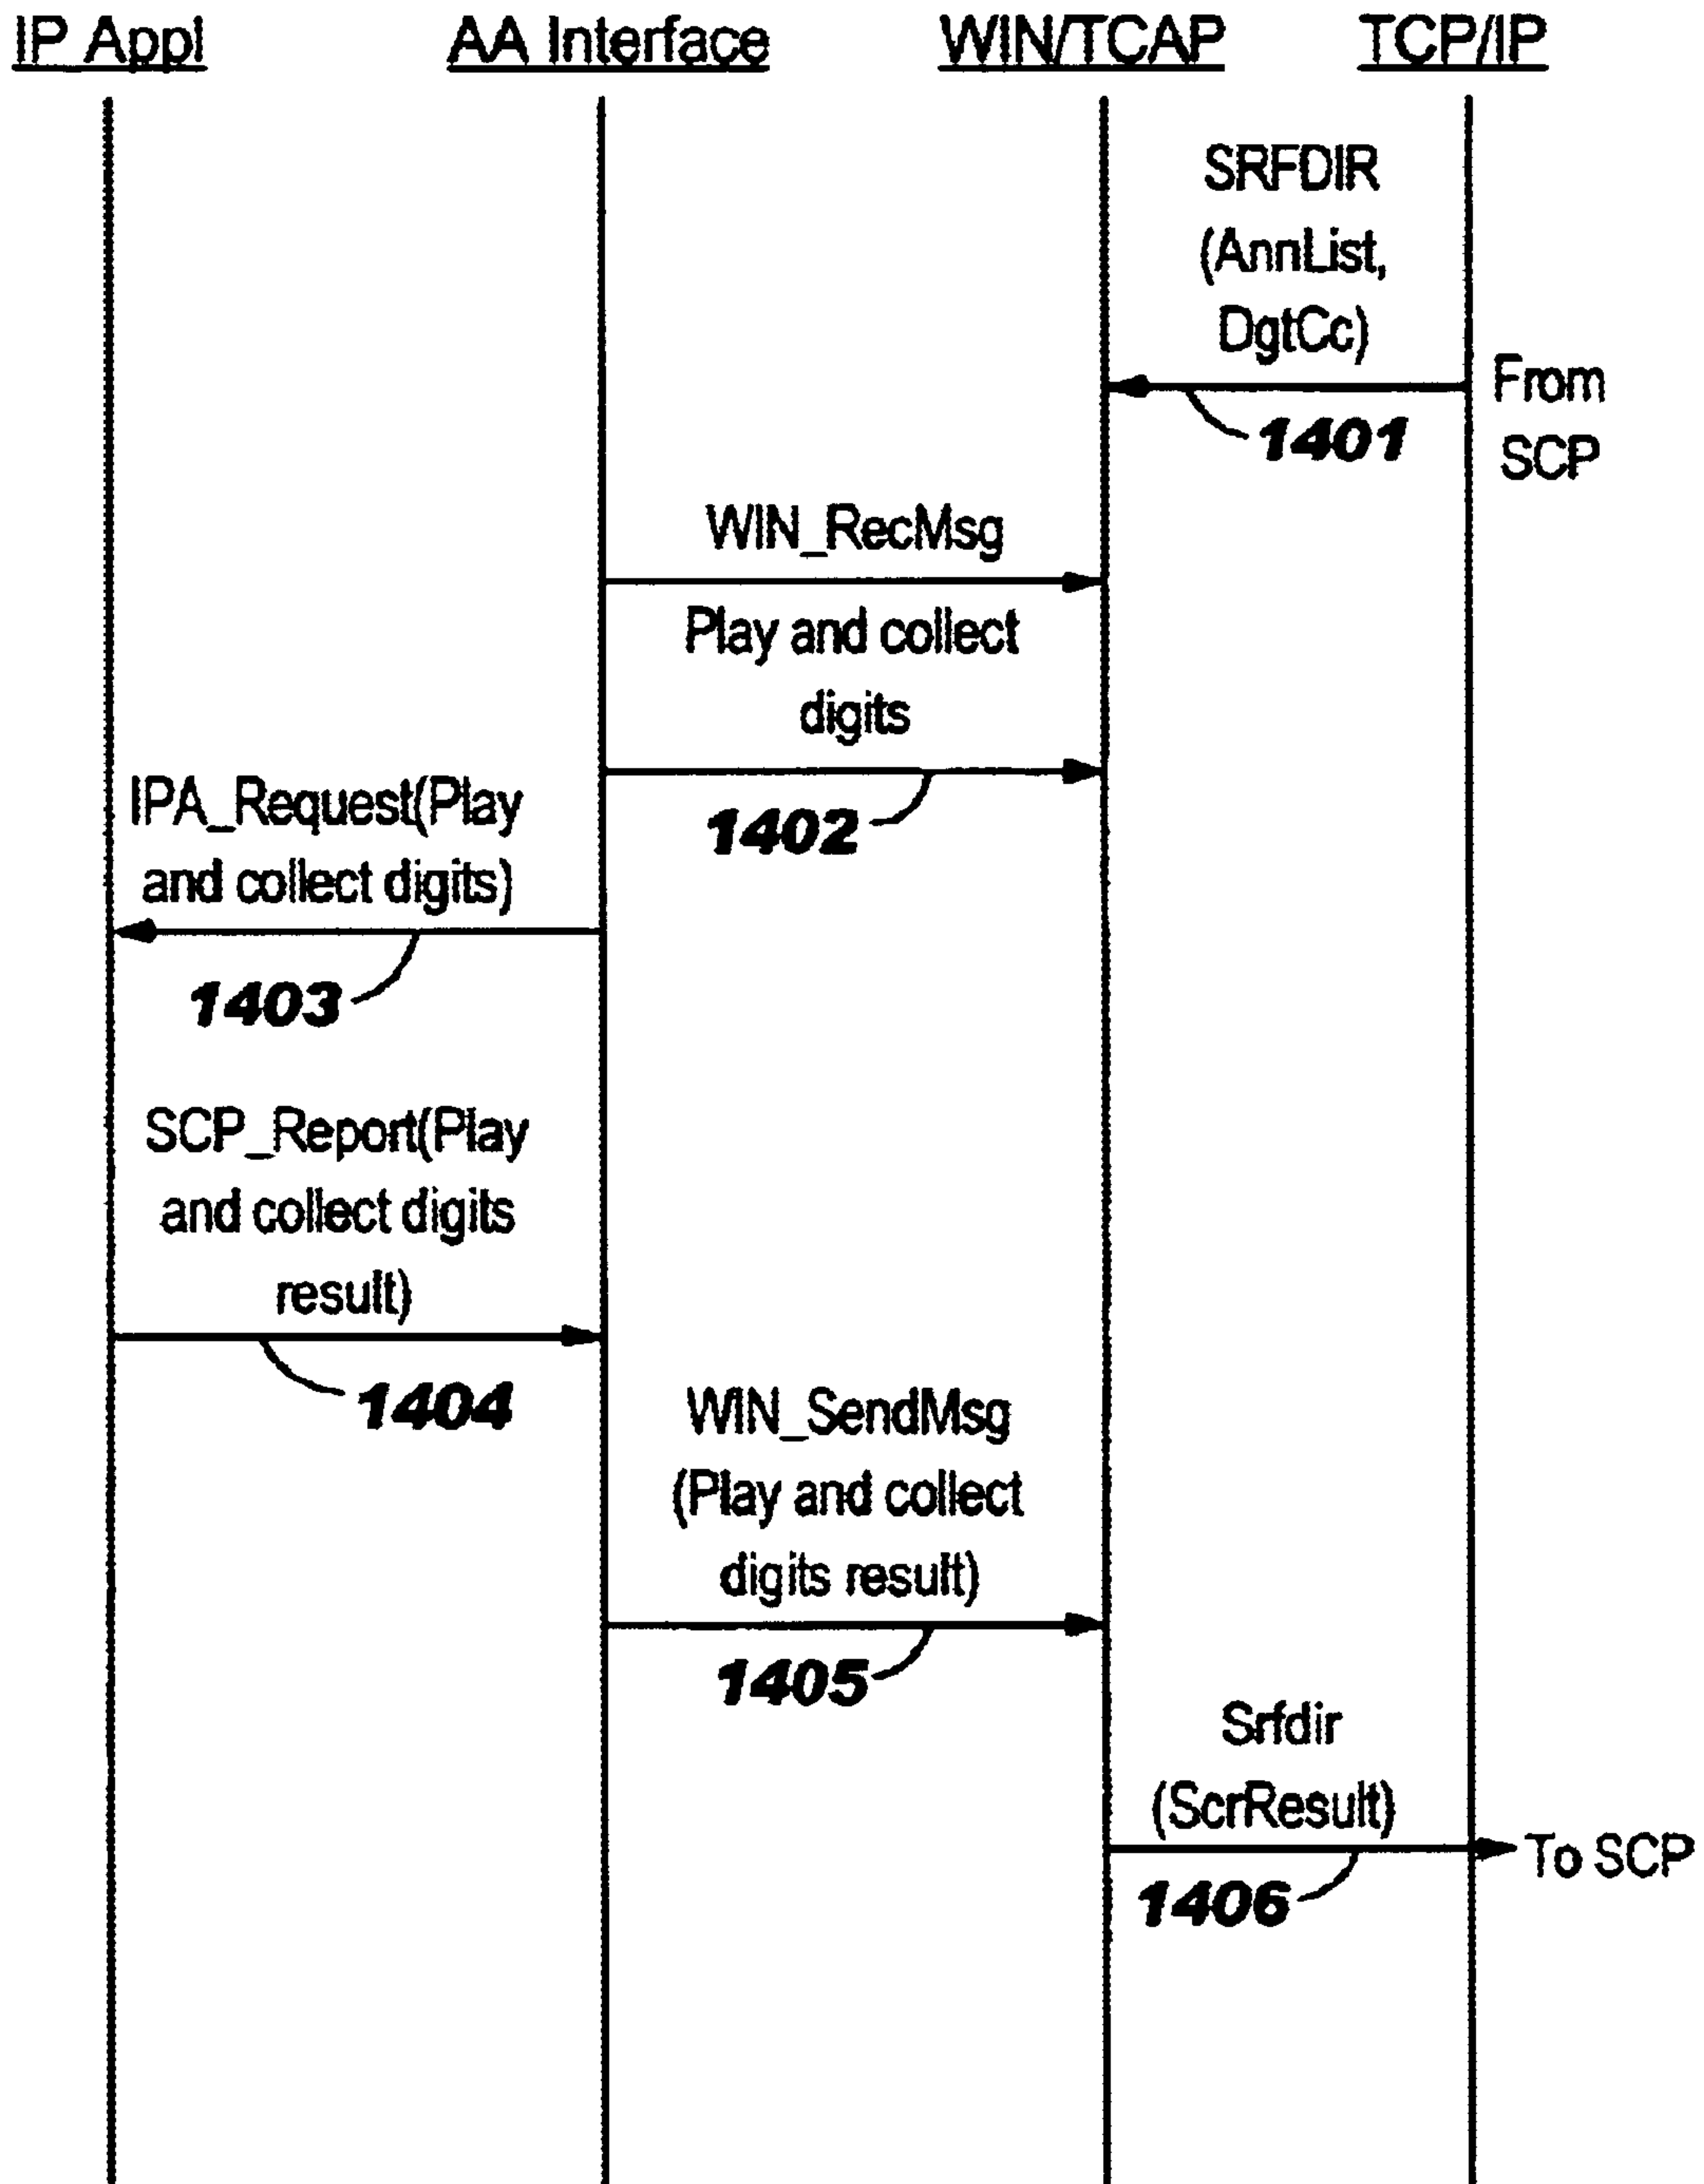 IP Appl
AA Interface
WIN/TCAP
TCP/IP
SRFDIR
(AnnList,
DgtCc)
From
SCP
1401
WIN_RecMsg
Play and collect
digits
1402
IPA_Request(Play
and collect digits)
1403
SCP_Report(Play
and collect digits
result)
1404
WIN_SendMsg
(Play and collect
digits result)
1405
Srfdir
(ScrResult)
To SCP
1406